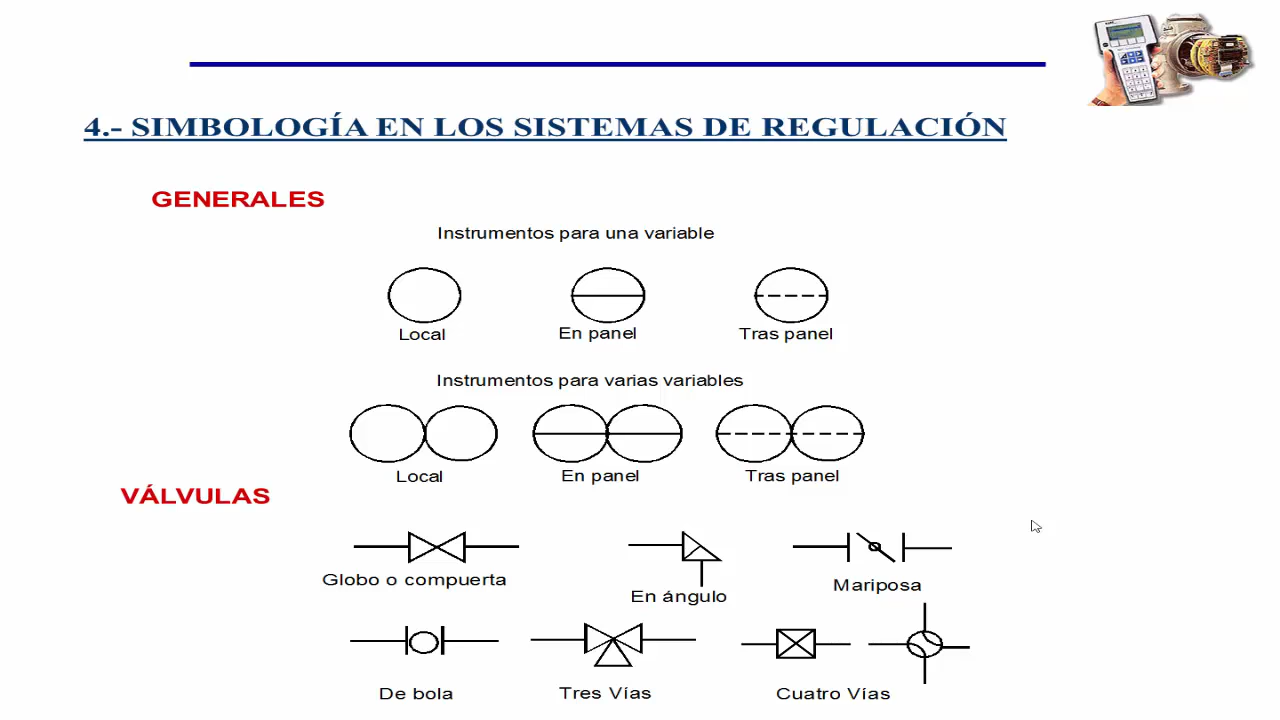 4.- SIMBOLOGÍA EN LOS SISTEMAS DE REGULACIÓN
GENERALES
Instrumentos para una variable
Local
En panel
Tras panel
Instrumentos para varias variables
Local
En panel
Tras panel
VÁLVULAS
Globo o compuerta
En ángulo
Mariposa
De bola
Tres Vías
Cuatro Vías